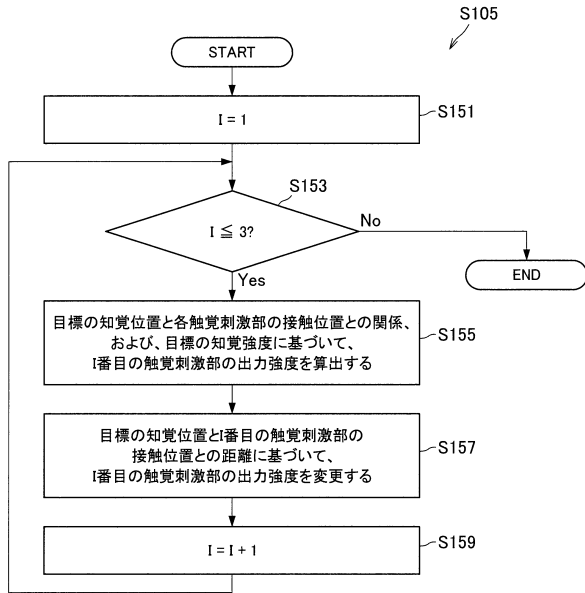 S105
START
I = 1
S151
S153
I ≦ 3?
No
Yes
END
目標の知覚位置と各触覚刺激部の接触位置との関係、
および、目標の知覚強度に基づいて、
I番目の触覚刺激部の出力強度を算出する
S155
目標の知覚位置とI番目の触覚刺激部の
接触位置との距離に基づいて、
I番目の触覚刺激部の出力強度を変更する
S157
I = I + 1
S159